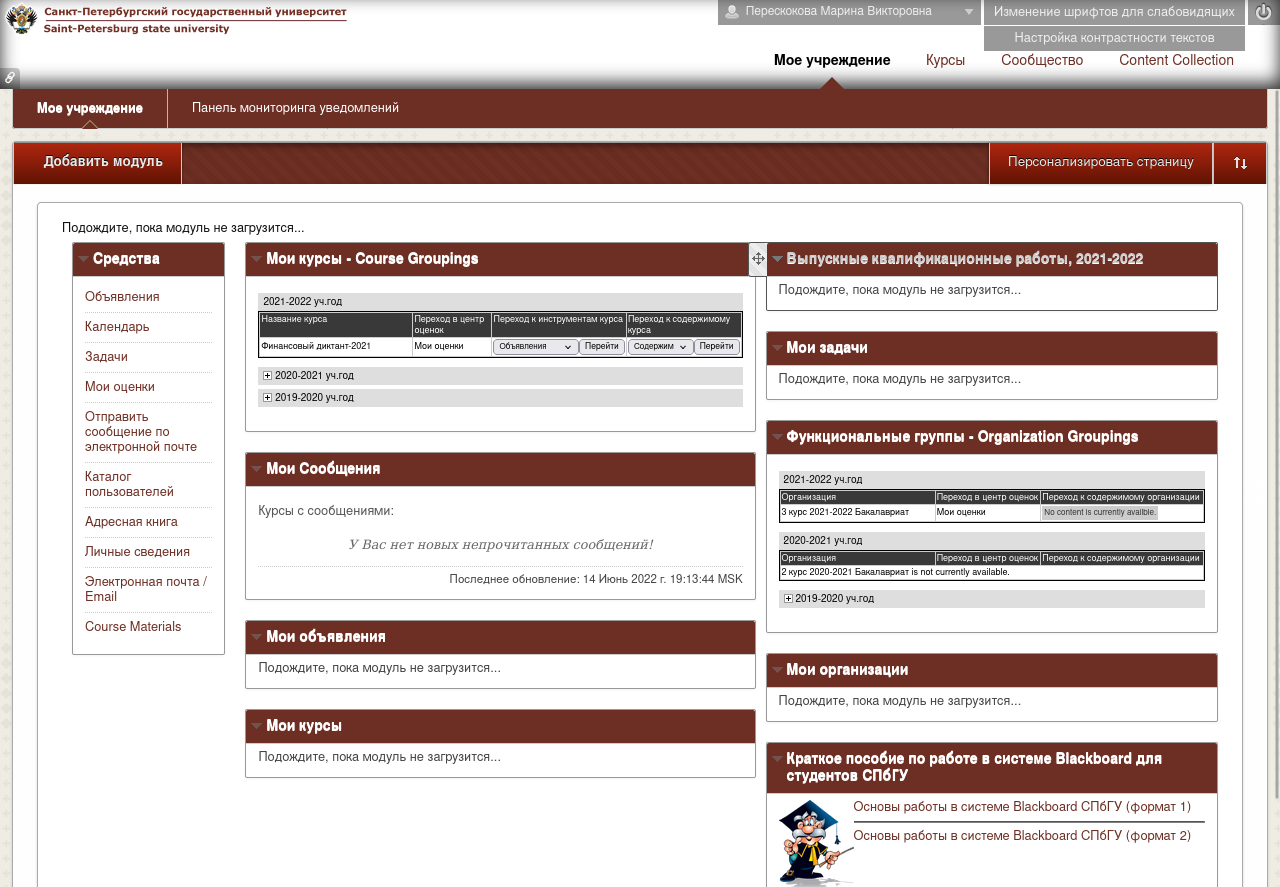 Санкт-Петербургский государственный университет
Saint-Petersburg state university
Перескокова Марина Викторовна
Изменение шрифтов для слабовидящих
Настройка контрастности текстов
Мое учреждение
Курсы
Сообщество
Content Collection
Мое учреждение
Панель мониторинга уведомлений
Добавить модуль
Персонализировать страницу
Подождите, пока модуль не загрузится...
Средства
Объявления
Календарь
Задачи
Мои оценки
Отправить
сообщение по
электронной почте
Каталог
пользователей
Адресная книга
Личные сведения
Электронная почта /
Email
Course Materials
Мои курсы - Course Groupings
2021-2022 уч.год
Название курса
Переход в центр
оценок
Переход к инструментам курса
Переход к содержимому
курса
Финансовый диктант-2021
Мои оценки
Объявления
Перейти
Содержим
Перейти
2020-2021 уч.год
2019-2020 уч.год
Мои Сообщения
Курсы с сообщениями:
У Вас нет новых непрочитанных сообщений!
Последнее обновление: 14 Июнь 2022 г. 19:13:44 MSK
Мои объявления
Подождите, пока модуль не загрузится...
Мои курсы
Подождите, пока модуль не загрузится...
Выпускные квалификационные работы, 2021-2022
Подождите, пока модуль не загрузится...
Мои задачи
Подождите, пока модуль не загрузится...
Функциональные группы - Organization Groupings
2021-2022 уч.год
Организация
Переход в центр оценок
Переход к содержимому организации
3 курс 2021-2022 Бакалавриат
Мои оценки
No content is currently availble.
2020-2021 уч.год
Организация
Переход в центр оценок
Переход к содержимому организации
2 курс 2020-2021 Бакалавриат is not currently available.
2019-2020 уч.год
Мои организации
Подождите, пока модуль не загрузится...
Краткое пособие по работе в системе Blackboard для
студентов СПбГУ
Основы работы в системе Blackboard СПбГУ (формат 1)
Основы работы в системе Blackboard СПбГУ (формат 2)